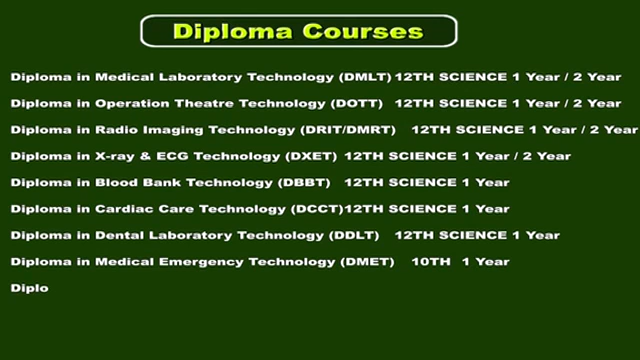 Diploma Courses
Diploma in Medical Laboratory Technology (DMLT) 12TH SCIENCE 1 Year / 2 Year
Diploma in Operation Theatre Technology (DOTT) 12TH SCIENCE 1 Year / 2 Year
Diploma in Radio Imaging Technology (DRIT/DMRT) 12TH SCIENCE 1 Year / 2 Year
Diploma in X-ray & ECG Technology (DXET) 12TH SCIENCE 1 Year / 2 Year
Diploma in Blood Bank Technology (DBBT) 12TH SCIENCE 1 Year
Diploma in Cardiac Care Technology (DCCT)12TH SCIENCE 1 Year
Diploma in Dental Laboratory Technology (DDLT) 12TH SCIENCE 1 Year
Diploma in Medical Emergency Technology (DMET) 10TH 1 Year
Diplo